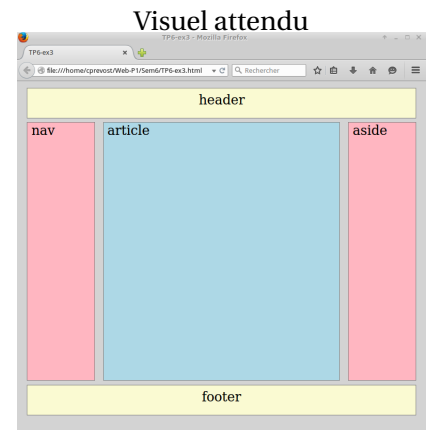 Visuel attendu
TP6-ex3 - Mozilla Firefox
TP6-ex3
file:///home/cprevost/Web-P1/Sem6/TP6-ex3.html
Rechercher
header
nav
article
aside
footer